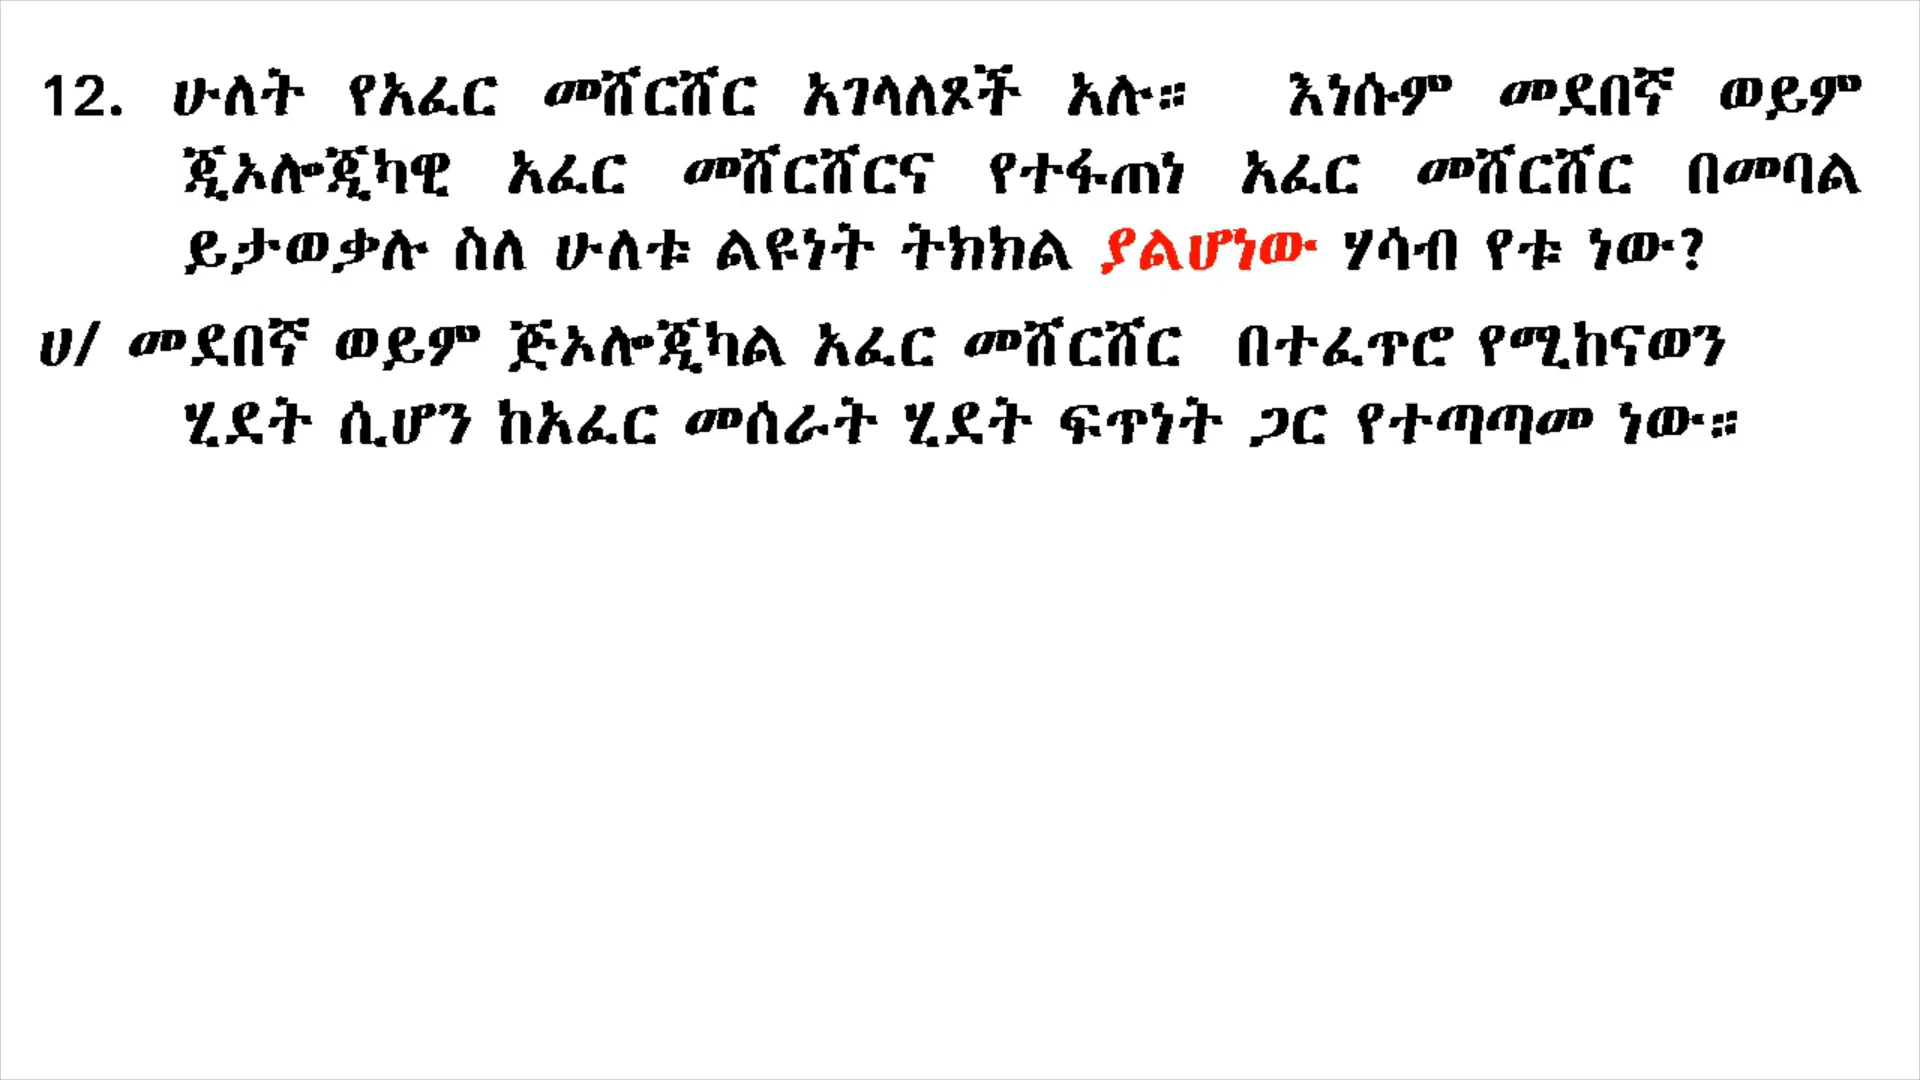 12. ሁለት የአፈር መሸርሸር አገላለጾች አሉ። እነሱም መደበኛ ወይም
ጂኦሎጂካዊ አፈር መሸርሸርና የተፋጠነ አፈር መሸርሸር በመባል
ይታወቃሉ ስለ ሁለቱ ልዩነት ትክክል ያልሆነው ሃሳብ የቱ ነው?
ሀ/ መደበኛ ወይም ጅኦሎጂካል አፈር መሸርሸር በተፈጥሮ የሚከናወን
ሂደት ሲሆን ከአፈር መሰራት ሂደት ፍጥነት ጋር የተጣጣመ ነው።